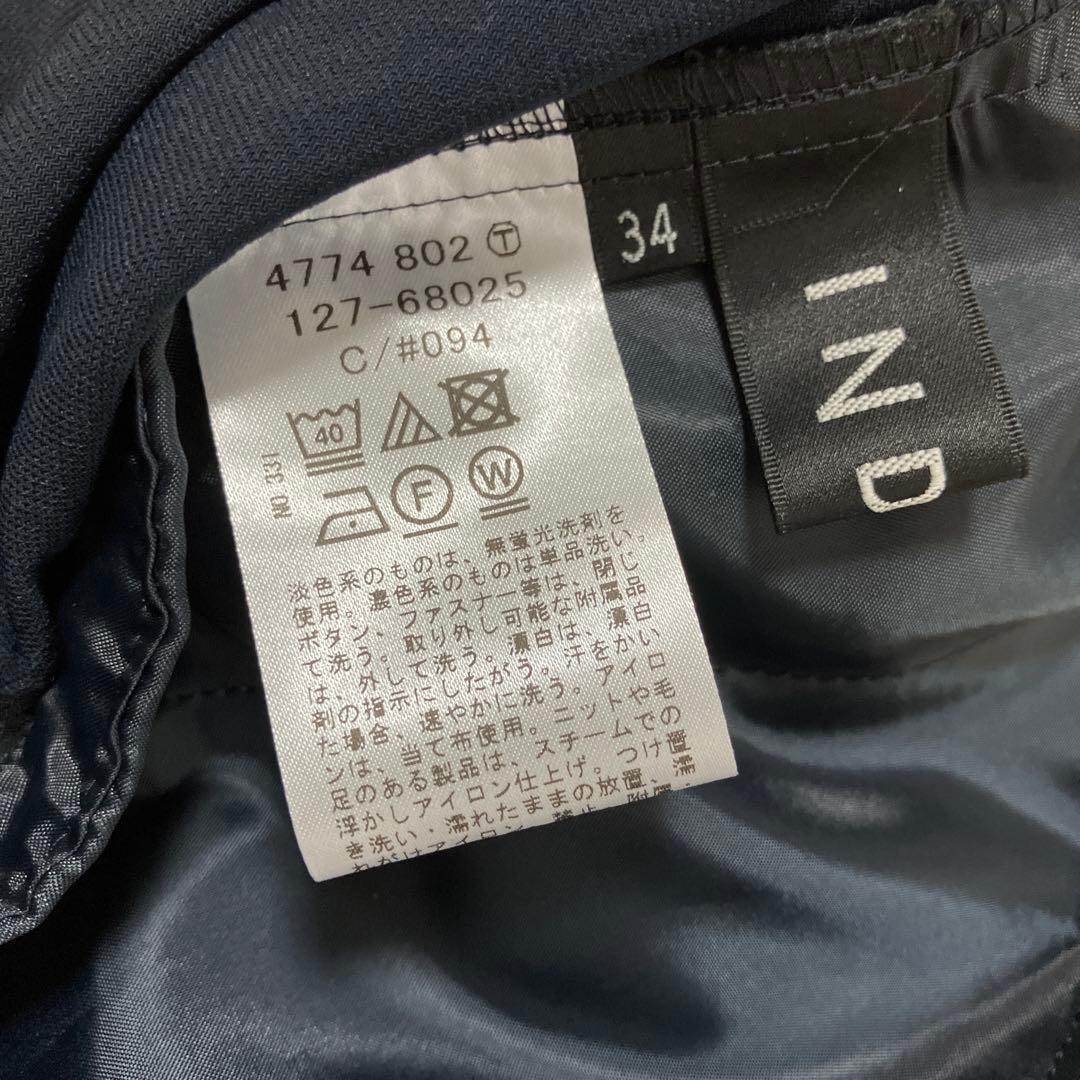 4774 802 Ⓣ
127-68025
C/#094
40
F W
NO 331
淡色系のものは、無蛍光洗剤を
使用。濃色系のものは単品洗い。
ボタン、ファスナー等は、閉じ
て洗う。取り外し可能な附属品
は、外して洗う。漂白は、漂白
剤の指示にしたがう。汗をかい
た場合、速やかに洗う。アイロ
ンは、当て布使用。ニットや毛
足のある製品は、スチームでの
浮かしアイロン仕上げ。つけ置
き洗い・濡れたままの放置、
34
IND